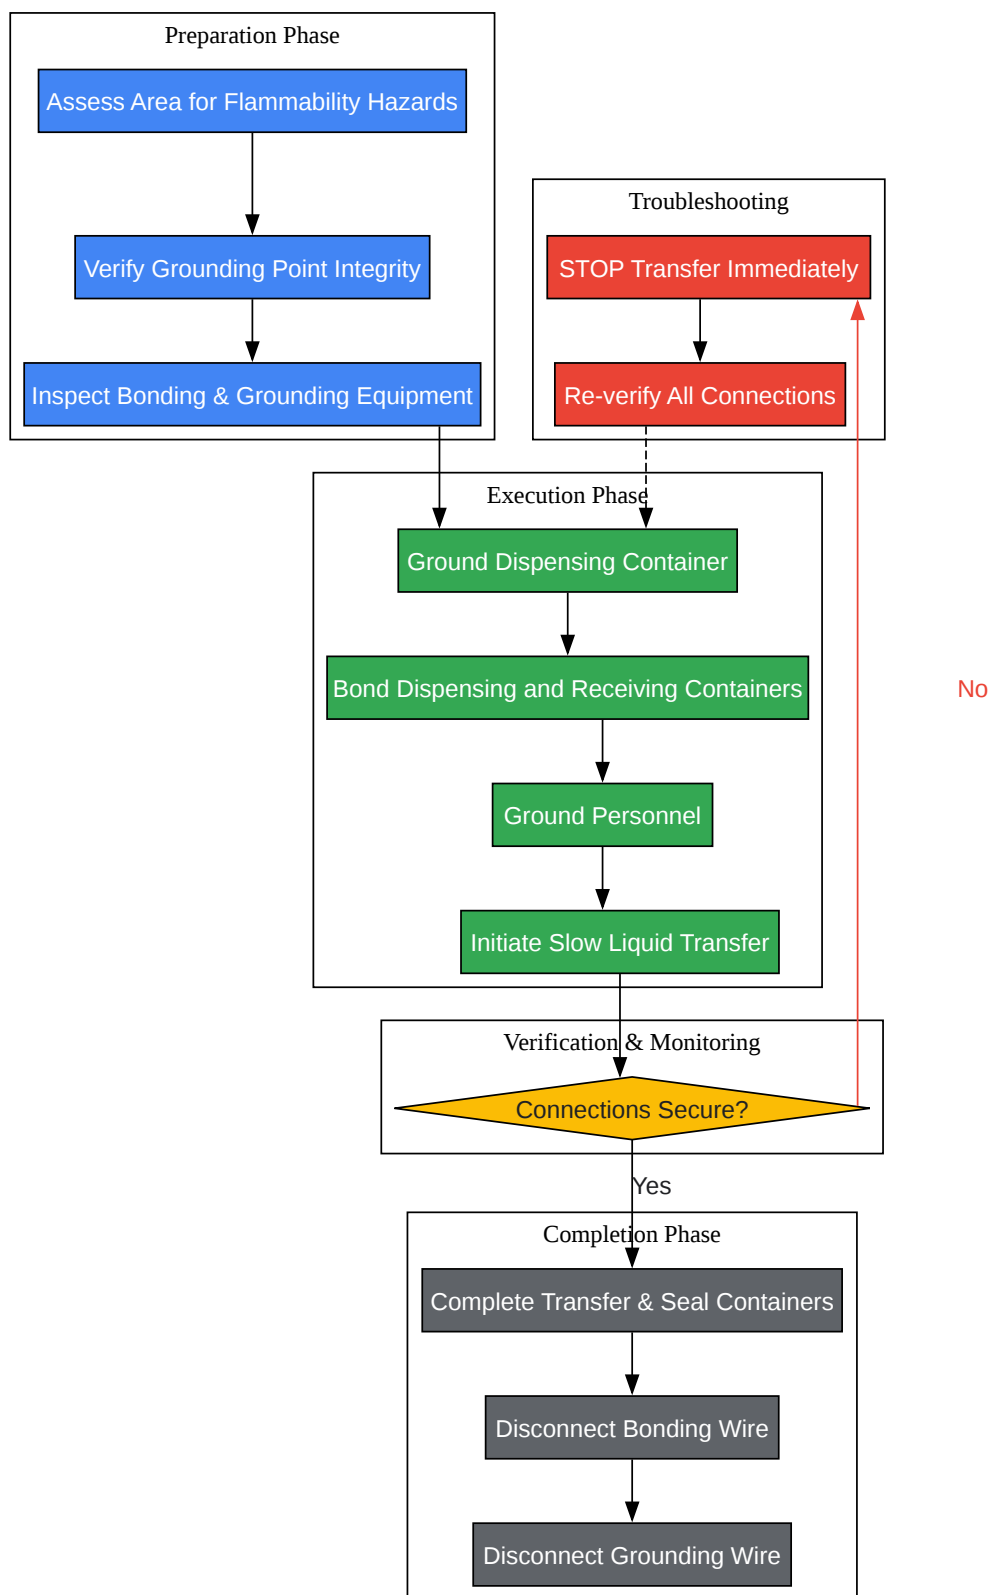 Preparation Phase
Assess Area for Flammability Hazards
Verify Grounding Point Integrity
Inspect Bonding & Grounding Equipment
Troubleshooting
STOP Transfer Immediately
Re-verify All Connections
Execution Phase
Ground Dispensing Container
Bond Dispensing and Receiving Containers
Ground Personnel
Initiate Slow Liquid Transfer
No
Verification & Monitoring
Connections Secure?
Yes
Completion Phase
Complete Transfer & Seal Containers
Disconnect Bonding Wire
Disconnect Grounding Wire